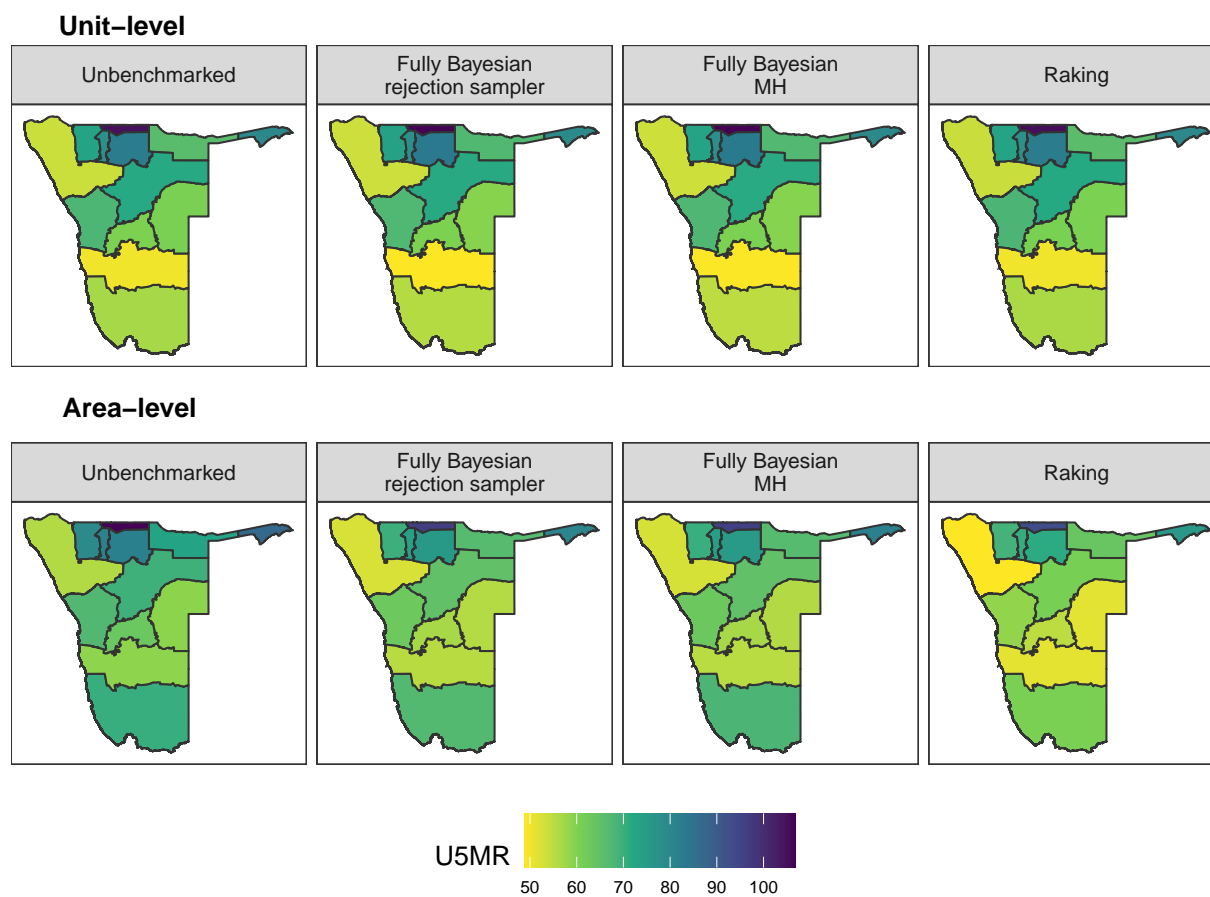 Unit–level
Unbenchmarked
Fully Bayesian
rejection sampler
Fully Bayesian
MH
Raking
Area–level
Unbenchmarked
Fully Bayesian
rejection sampler
Fully Bayesian
MH
Raking
U5MR
50 60 70 80 90 100